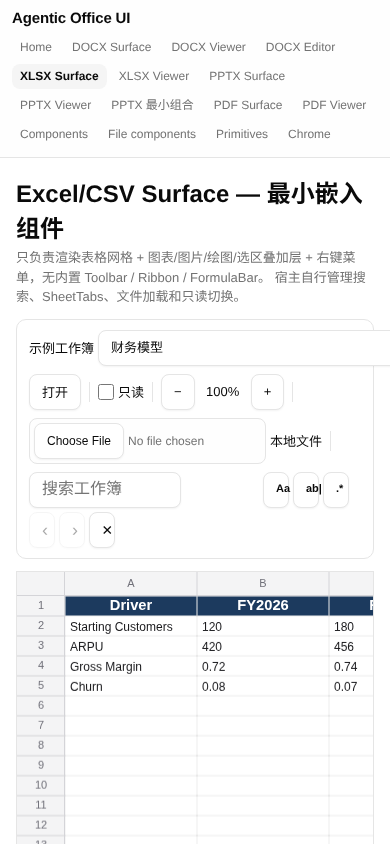 Agentic Office UI
Home DOCX Surface DOCX Viewer DOCX Editor
XLSX Surface XLSX Viewer PPTX Surface
PPTX Viewer PPTX 最小组合 PDF Surface PDF Viewer
Components File components Primitives Chrome
Excel/CSV Surface — 最小嵌入
组件
只负责渲染表格网格 + 图表/图片/绘图/选区叠加层 + 右键菜
单，无内置 Toolbar / Ribbon / FormulaBar。 宿主自行管理搜
索、SheetTabs、文件加载和只读切换。
示例工作簿 财务模型
打开 只读 − 100% +
Choose File No file chosen 本地文件
搜索工作簿 Aa ab| .*
‹ › ✕
A B
1 Driver FY2026
2 Starting Customers 120 180
3 ARPU 420 456
4 Gross Margin 0.72 0.74
5 Churn 0.08 0.07
6
7
8
9
10
11
12